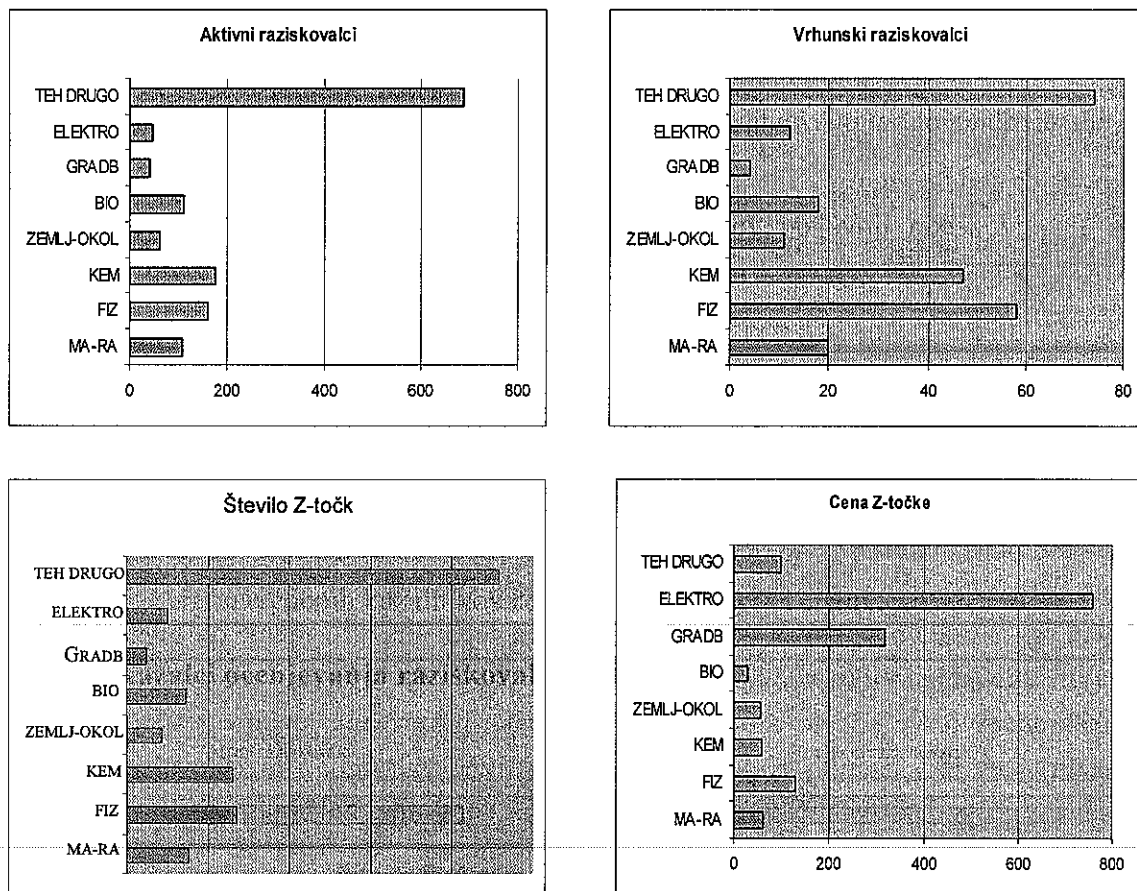 Aktivni raziskovalci
TEH DRUGO
ELEKTRO
GRADB
BIO
ZEMLJ-OKOL
KEM
FIZ
MA-RA
0 200 400 600 800
Vrhunski raziskovalci
TEH DRUGO
ELEKTRO
GRADB
BIO
ZEMLJ-OKOL
KEM
FIZ
MA-RA
0 20 40 60 80
Število Z-točk
TEH DRUGO
ELEKTRO
GRADB
BIO
ZEMLJ-OKOL
KEM
FIZ
MA-RA
Cena Z-točke
TEH DRUGO
ELEKTRO
GRADB
BIO
ZEMLJ-OKOL
KEM
FIZ
MA-RA
0 200 400 600 800